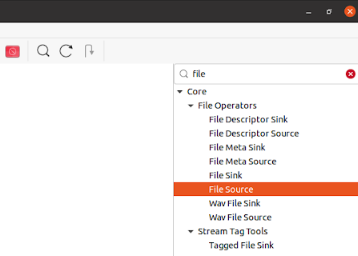 file
Core
File Operators
File Descriptor Sink
File Descriptor Source
File Meta Sink
File Meta Source
File Sink
File Source
Wav File Sink
Wav File Source
Stream Tag Tools
Tagged File Sink